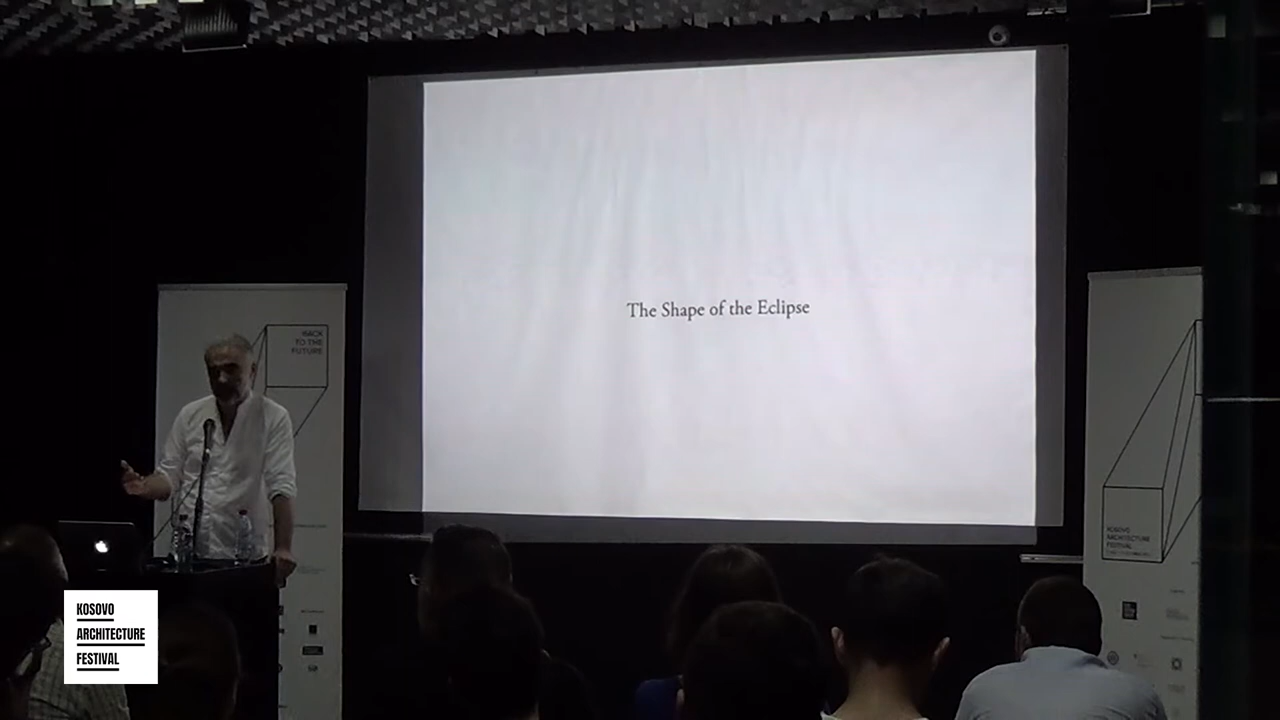 The Shape of the Eclipse
BACK
TO THE
FUTURE
KOSOVO
ARCHITECTURE
FESTIVAL
KOSOVO
ARCHITECTURE
FESTIVAL